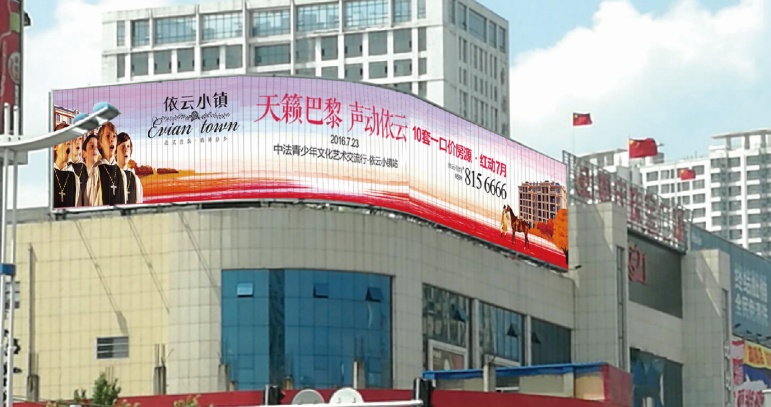 依云小镇
Evian town
天籁巴黎 声动依云
2016.7.23
中法青少年文化艺术交流行·依云小镇站
10套一口价房源·红动7月
815 6666